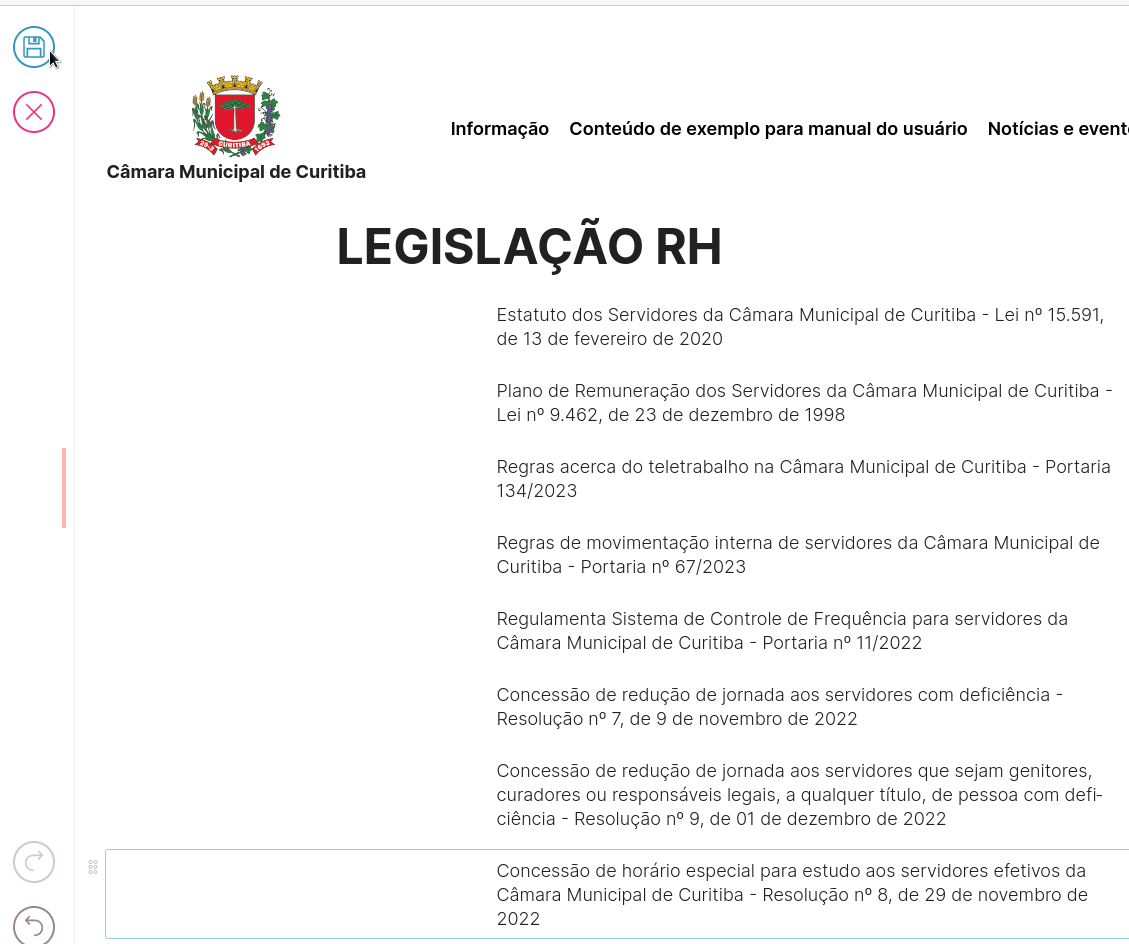 Informação Conteúdo de exemplo para manual do usuário Notícias e evento
CURITIBA
Câmara Municipal de Curitiba
LEGISLAÇÃO RH
Estatuto dos Servidores da Câmara Municipal de Curitiba - Lei nº 15.591,
de 13 de fevereiro de 2020
Plano de Remuneração dos Servidores da Câmara Municipal de Curitiba -
Lei nº 9.462, de 23 de dezembro de 1998
Regras acerca do teletrabalho na Câmara Municipal de Curitiba - Portaria
134/2023
Regras de movimentação interna de servidores da Câmara Municipal de
Curitiba - Portaria nº 67/2023
Regulamenta Sistema de Controle de Frequência para servidores da
Câmara Municipal de Curitiba - Portaria nº 11/2022
Concessão de redução de jornada aos servidores com deficiência -
Resolução nº 7, de 9 de novembro de 2022
Concessão de redução de jornada aos servidores que sejam genitores,
curadores ou responsáveis legais, a qualquer título, de pessoa com defi-
ciência - Resolução nº 9, de 01 de dezembro de 2022
Concessão de horário especial para estudo aos servidores efetivos da
Câmara Municipal de Curitiba - Resolução nº 8, de 29 de novembro de
2022